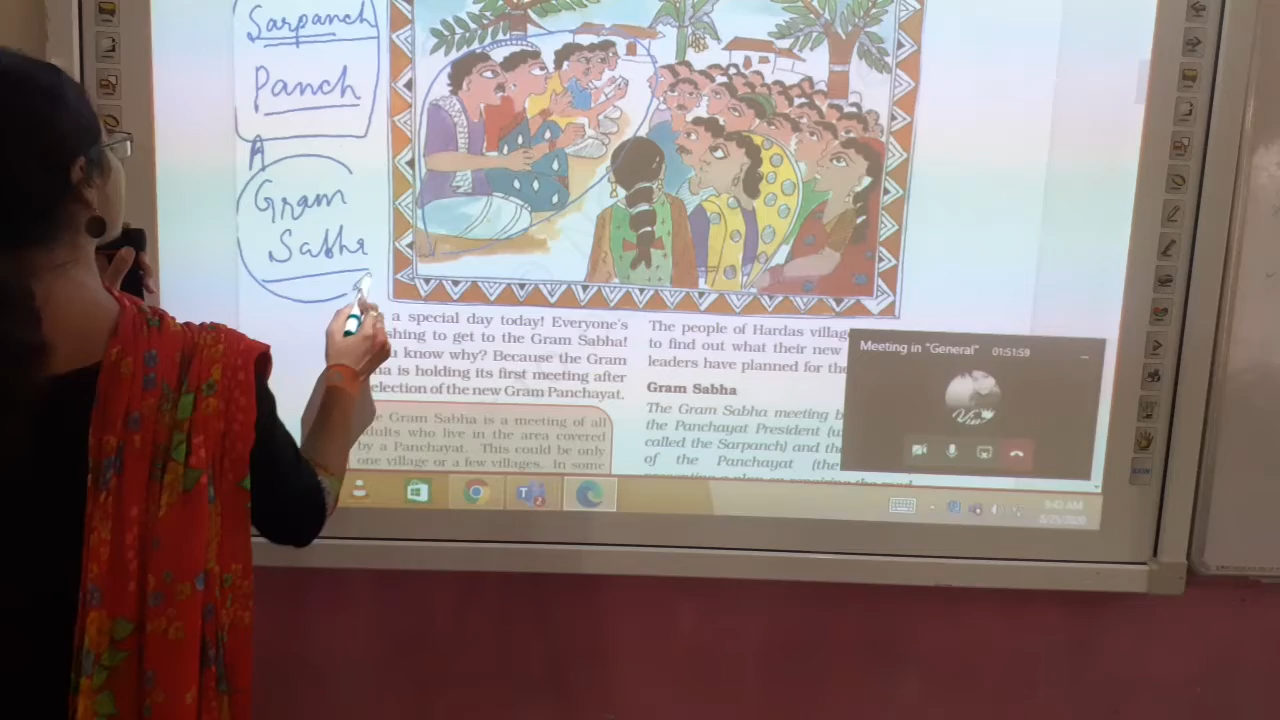 Sarpanch
Panch
Gram
Sabha
a special day today! Everyone's
shing to get to the Gram Sabha!
know why? Because the Gram
is holding its first meeting after
election of the new Gram Panchayat.
Gram Sabha is a meeting of all
adults who live in the area covered
by a Panchayat. This could be only
one village or a few villages. In some
The people of Hardas village
to find out what their new
leaders have planned for the
Gram Sabha
The Gram Sabha meeting b
the Panchayat President (u
called the Sarpanch) and the
of the Panchayat (the
Meeting in "General" 01:51:59
9:42 AM